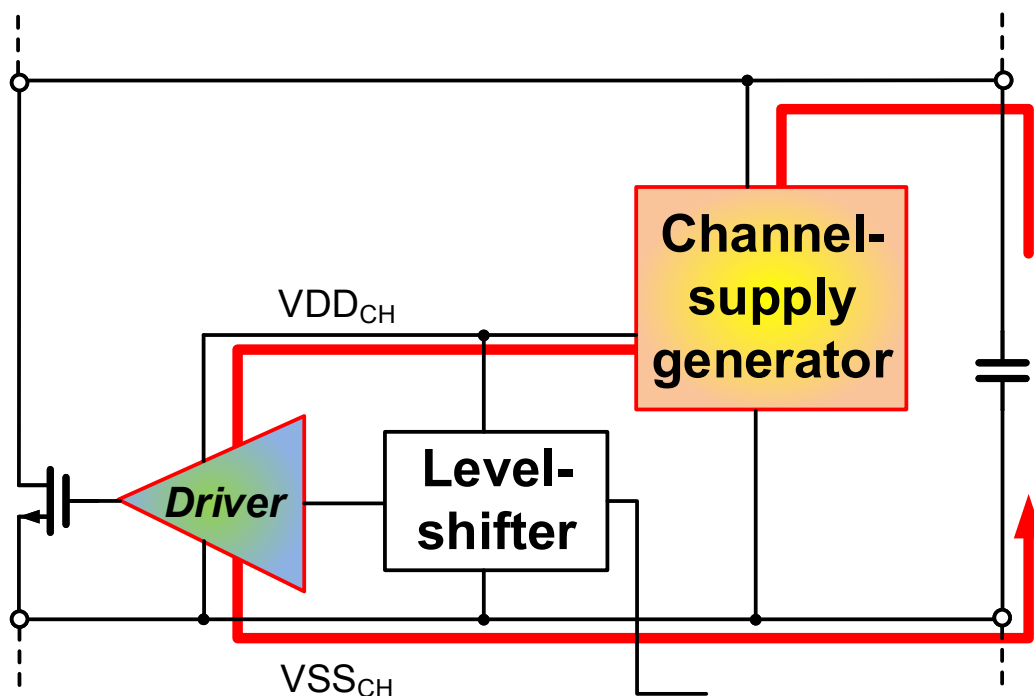 Channel-
supply
generator
VDDCH
Level-
shifter
Driver
VSSCH